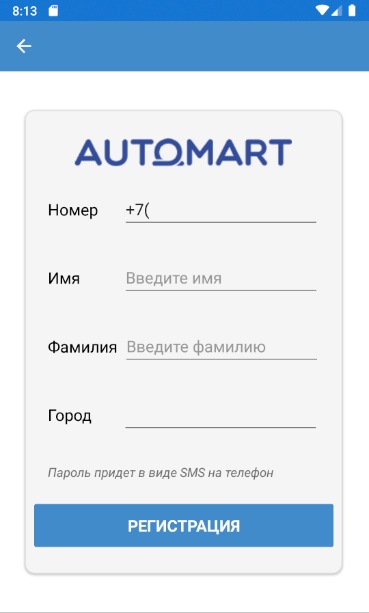 8:13
AUTOMART
Номер +7(
Имя Введите имя
Фамилия Введите фамилию
Город
Пароль придет в виде SMS на телефон
РЕГИСТРАЦИЯ